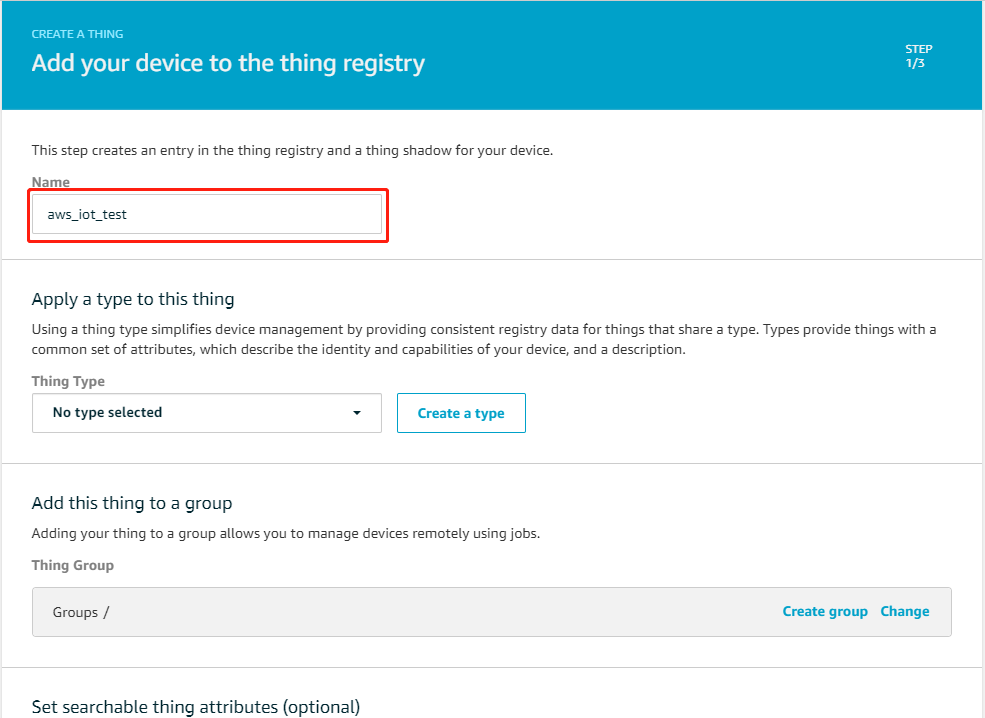 CREATE A THING
Add your device to the thing registry
STEP
1/3
This step creates an entry in the thing registry and a thing shadow for your device.
Name
aws_iot_test
Apply a type to this thing
Using a thing type simplifies device management by providing consistent registry data for things that share a type. Types provide things with a
common set of attributes, which describe the identity and capabilities of your device, and a description.
Thing Type
No type selected
Create a type
Add this thing to a group
Adding your thing to a group allows you to manage devices remotely using jobs.
Thing Group
Groups /
Create group
Change
Set searchable thing attributes (optional)